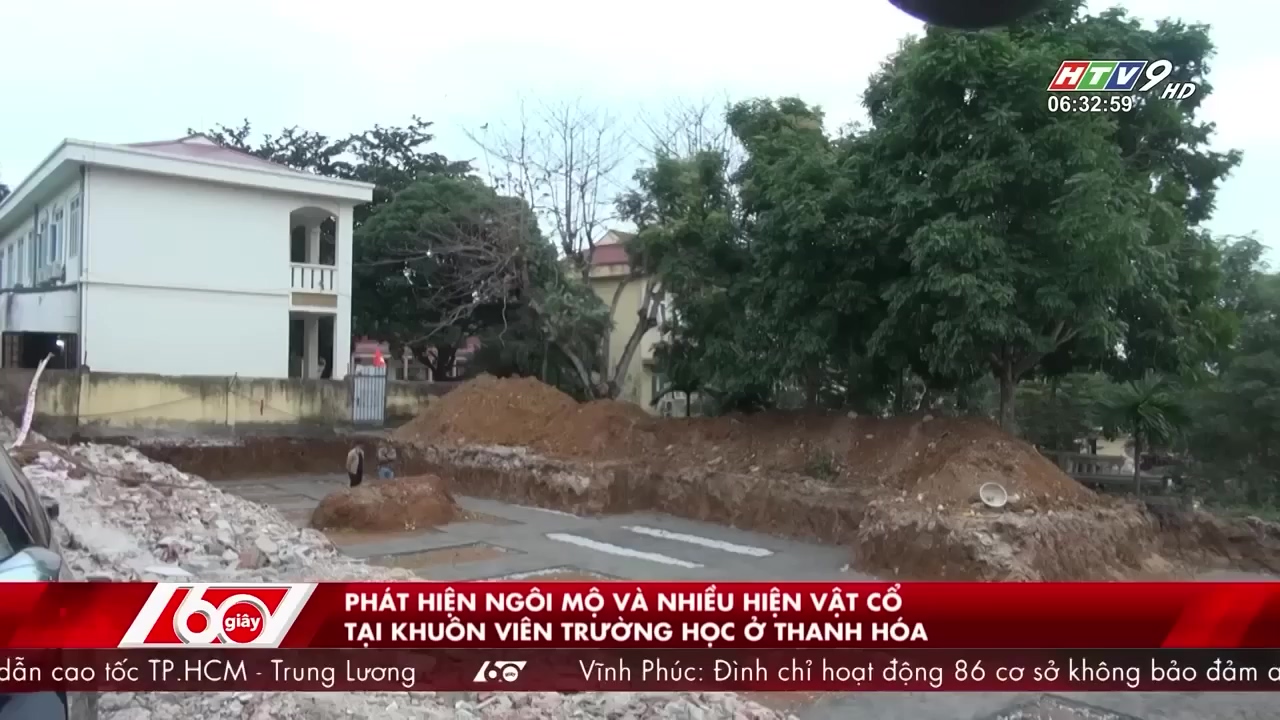 HTV9 HD
06:32:59
60 giây
PHÁT HIỆN NGÔI MỘ VÀ NHIỀU HIỆN VẬT CỔ
TẠI KHUÔN VIÊN TRƯỜNG HỌC Ở THANH HÓA
dẫn cao tốc TP.HCM - Trung Lương 60 giây Vĩnh Phúc: Đình chỉ hoạt động 86 cơ sở không bảo đảm